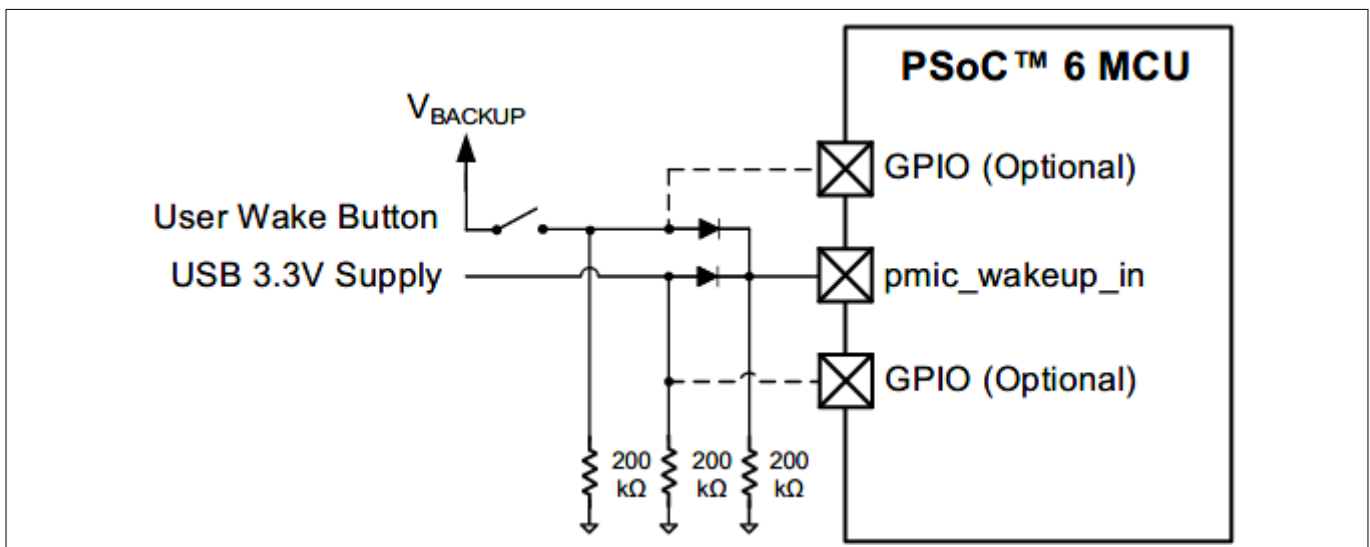 PSoC™ 6 MCU
V_BACKUP
GPIO (Optional)
User Wake Button
USB 3.3V Supply
pmic_wakeup_in
GPIO (Optional)
200 kΩ
200 kΩ
200 kΩ